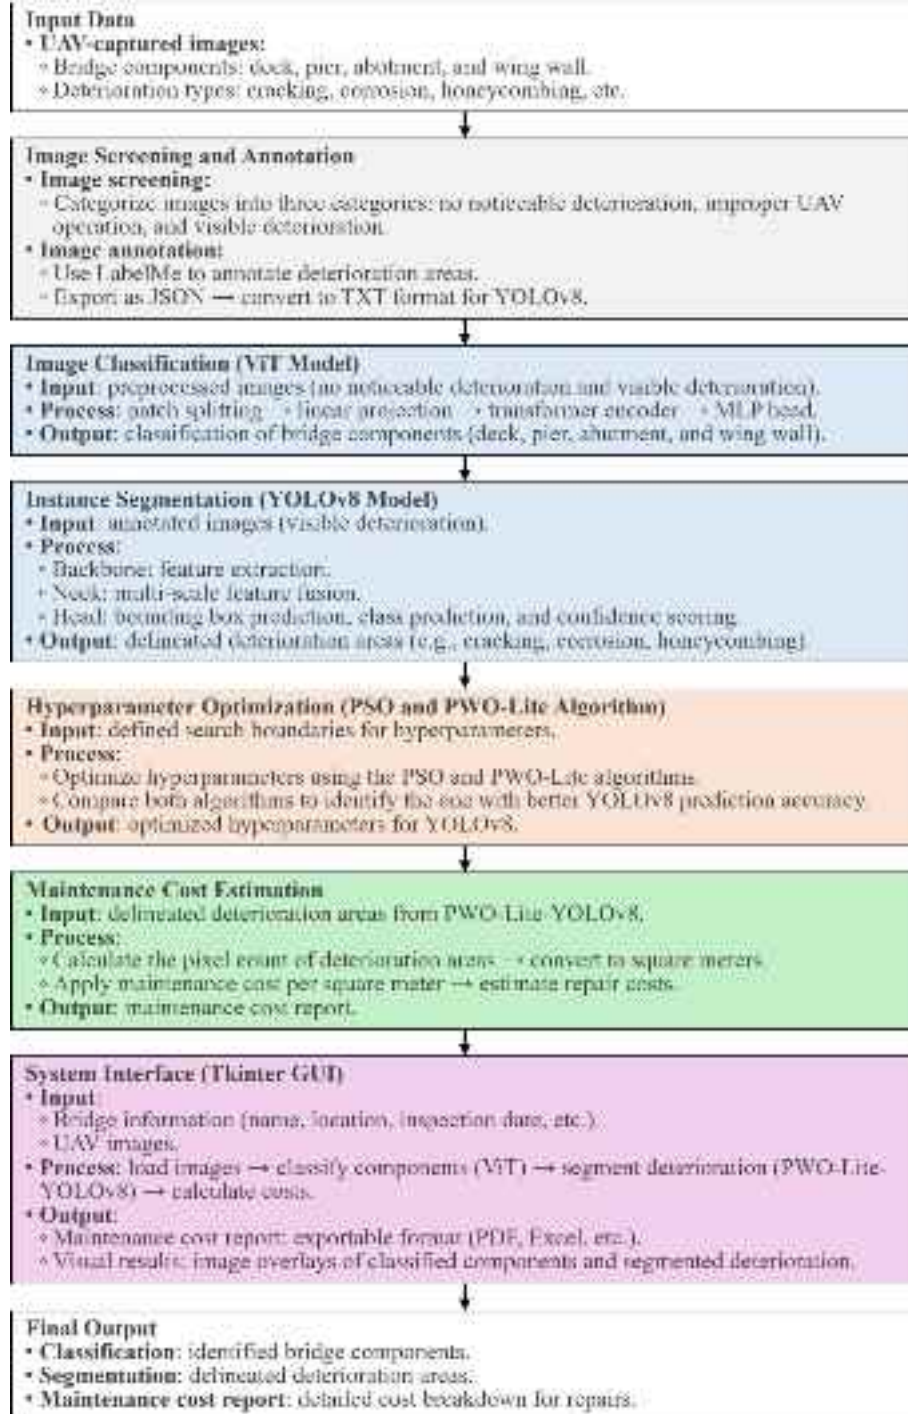 Input Data
• UAV-captured images:
◦ Bridge components: deck, pier, abutment, and wing wall.
◦ Deterioration types: cracking, corrosion, honeycombing, etc.
Image Screening and Annotation
• Image screening:
◦ Categorize images into three categories: no noticeable deterioration, improper UAV
operation, and visible deterioration.
• Image annotation:
◦ Use LabelMe to annotate deterioration areas.
◦ Export as JSON → convert to TXT format for YOLOv8.
Image Classification (ViT Model)
• Input: preprocessed images (no noticeable deterioration and visible deterioration).
• Process: patch splitting → linear projection → transformer encoder → MLP head.
• Output: classification of bridge components (deck, pier, abutment, and wing wall).
Instance Segmentation (YOLOv8 Model)
• Input: annotated images (visible deterioration).
• Process:
◦ Backbone: feature extraction.
◦ Neck: multi-scale feature fusion.
◦ Head: bounding box prediction, class prediction, and confidence scoring.
• Output: delineated deterioration areas (e.g., cracking, corrosion, honeycombing)
Hyperparameter Optimization (PSO and PWO-Lite Algorithm)
• Input: defined search boundaries for hyperparameters.
• Process:
◦ Optimize hyperparameters using the PSO and PWO-Lite algorithms.
◦ Compare both algorithms to identify the one with better YOLOv8 prediction accuracy.
• Output: optimized hyperparameters for YOLOv8.
Maintenance Cost Estimation
• Input: delineated deterioration areas from PWO-Lite-YOLOv8.
• Process:
◦ Calculate the pixel count of deterioration areas → convert to square meters.
◦ Apply maintenance cost per square meter → estimate repair costs.
• Output: maintenance cost report.
System Interface (Tkinter GUI)
• Input:
◦ Bridge information (name, location, inspection date, etc.)
◦ UAV images.
• Process: load images → classify components (ViT) → segment deterioration (PWO-Lite-
YOLOv8) → calculate costs.
• Output:
◦ Maintenance cost report: exportable format (PDF, Excel, etc.).
◦ Visual results: image overlays of classified components and segmented deterioration.
Final Output
• Classification: identified bridge components.
• Segmentation: delineated deterioration areas.
• Maintenance cost report: detailed cost breakdown for repairs.